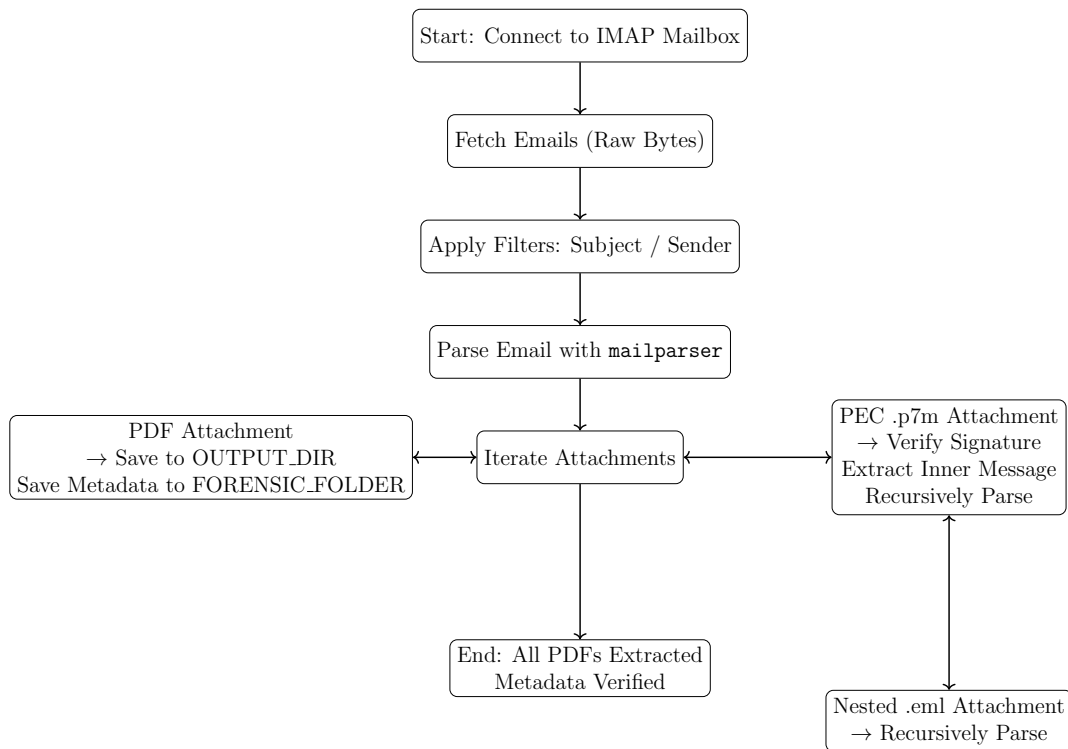 Start: Connect to IMAP Mailbox
Fetch Emails (Raw Bytes)
Apply Filters: Subject / Sender
Parse Email with mailparser
PDF Attachment
→ Save to OUTPUT_DIR
Save Metadata to FORENSIC_FOLDER
Iterate Attachments
PEC .p7m Attachment
→ Verify Signature
Extract Inner Message
Recursively Parse
End: All PDFs Extracted
Metadata Verified
Nested .eml Attachment
→ Recursively Parse